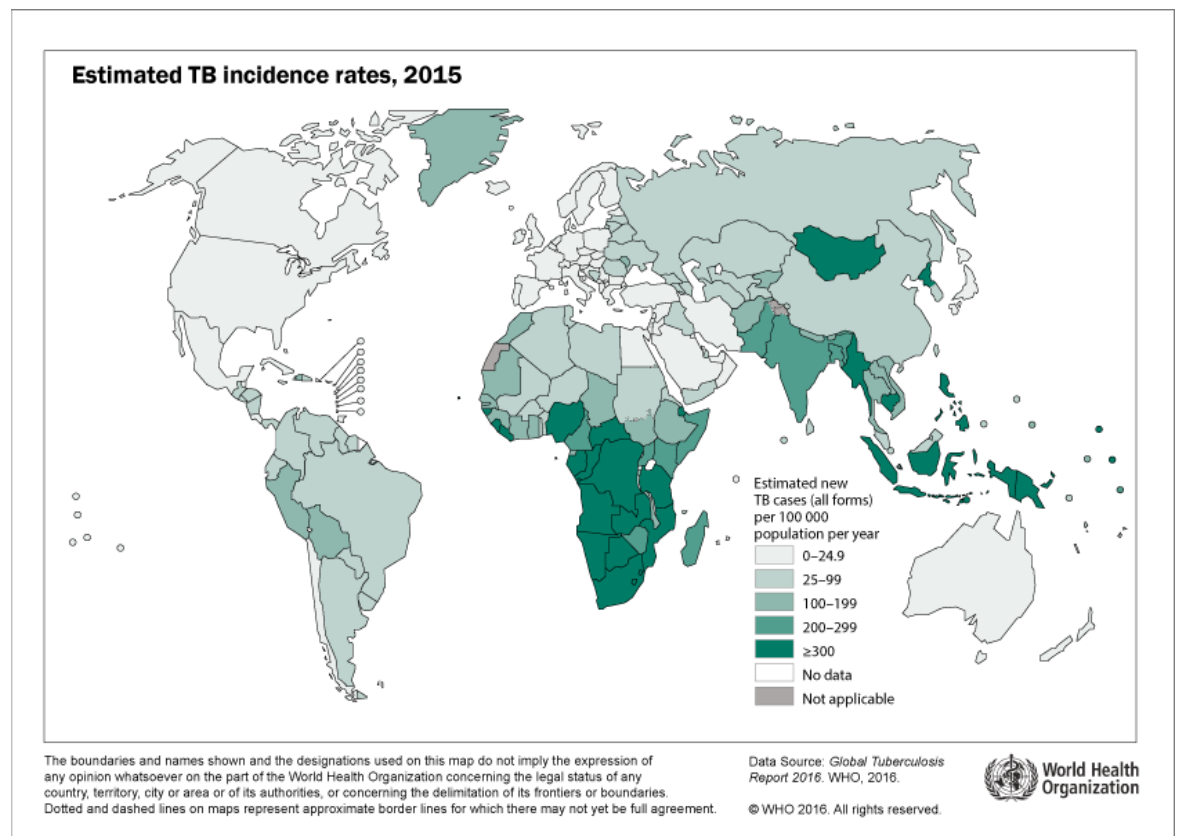 Estimated TB incidence rates, 2015
Estimated new
TB cases (all forms)
per 100 000
population per year
0–24.9
25–99
100–199
200–299
≥300
No data
Not applicable
The boundaries and names shown and the designations used on this map do not imply the expression of
any opinion whatsoever on the part of the World Health Organization concerning the legal status of any
country, territory, city or area or of its authorities, or concerning the delimitation of its frontiers or boundaries.
Dotted and dashed lines on maps represent approximate border lines for which there may not yet be full agreement.
Data Source: Global Tuberculosis
Report 2016. WHO, 2016.
© WHO 2016. All rights reserved.
World Health
Organization